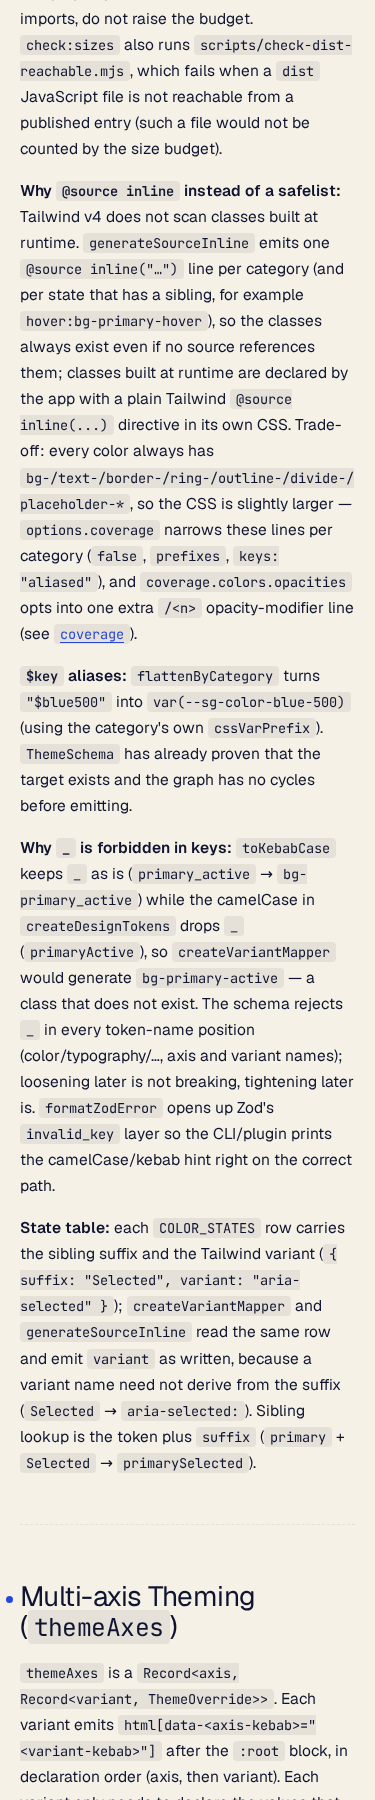 imports, do not raise the budget.
check:sizes also runs scripts/check-dist-
reachable.mjs, which fails when a dist
JavaScript file is not reachable from a
published entry (such a file would not be
counted by the size budget).
Why @source inline instead of a safelist:
Tailwind v4 does not scan classes built at
runtime. generateSourceInline emits one
@source inline("…") line per category (and
per state that has a sibling, for example
hover:bg-primary-hover), so the classes
always exist even if no source references
them; classes built at runtime are declared by
the app with a plain Tailwind @source
inline(...) directive in its own CSS. Trade-
off: every color always has
bg-/text-/border-/ring-/outline-/divide-/
placeholder-*, so the CSS is slightly larger —
options.coverage narrows these lines per
category (false, prefixes, keys:
"aliased"), and coverage.colors.opacities
opts into one extra /<n> opacity-modifier line
(see coverage).
$key aliases: flattenByCategory turns
"$blue500" into var(--sg-color-blue-500)
(using the category's own cssVarPrefix).
ThemeSchema has already proven that the
target exists and the graph has no cycles
before emitting.
Why _ is forbidden in keys: toKebabCase
keeps _ as is (primary_active → bg-
primary_active) while the camelCase in
createDesignTokens drops _
(primaryActive), so createVariantMapper
would generate bg-primary-active — a
class that does not exist. The schema rejects
_ in every token-name position
(color/typography/…, axis and variant names);
loosening later is not breaking, tightening later
is. formatZodError opens up Zod's
invalid_key layer so the CLI/plugin prints
the camelCase/kebab hint right on the correct
path.
State table: each COLOR_STATES row carries
the sibling suffix and the Tailwind variant ({
suffix: "Selected", variant: "aria-
selected" }); createVariantMapper and
generateSourceInline read the same row
and emit variant as written, because a
variant name need not derive from the suffix
(Selected → aria-selected:). Sibling
lookup is the token plus suffix (primary +
Selected → primarySelected).
Multi-axis Theming
(themeAxes)
themeAxes is a Record<axis,
Record<variant, ThemeOverride>>. Each
variant emits html[data-<axis-kebab>="
<variant-kebab>"] after the :root block, in
declaration order (axis, then variant). Each
variant only needs to declare the values that